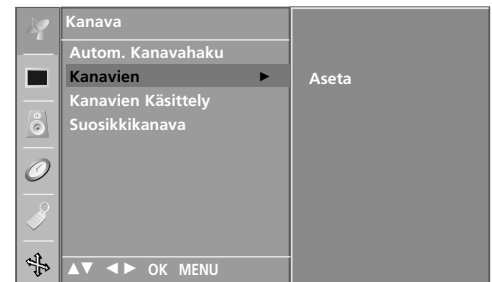 Kanava
Autom. Kanavahaku
Kanavien ►
Aseta
Kanavien Käsittely
Suosikkikanava
▲▼ ◄► OK MENU